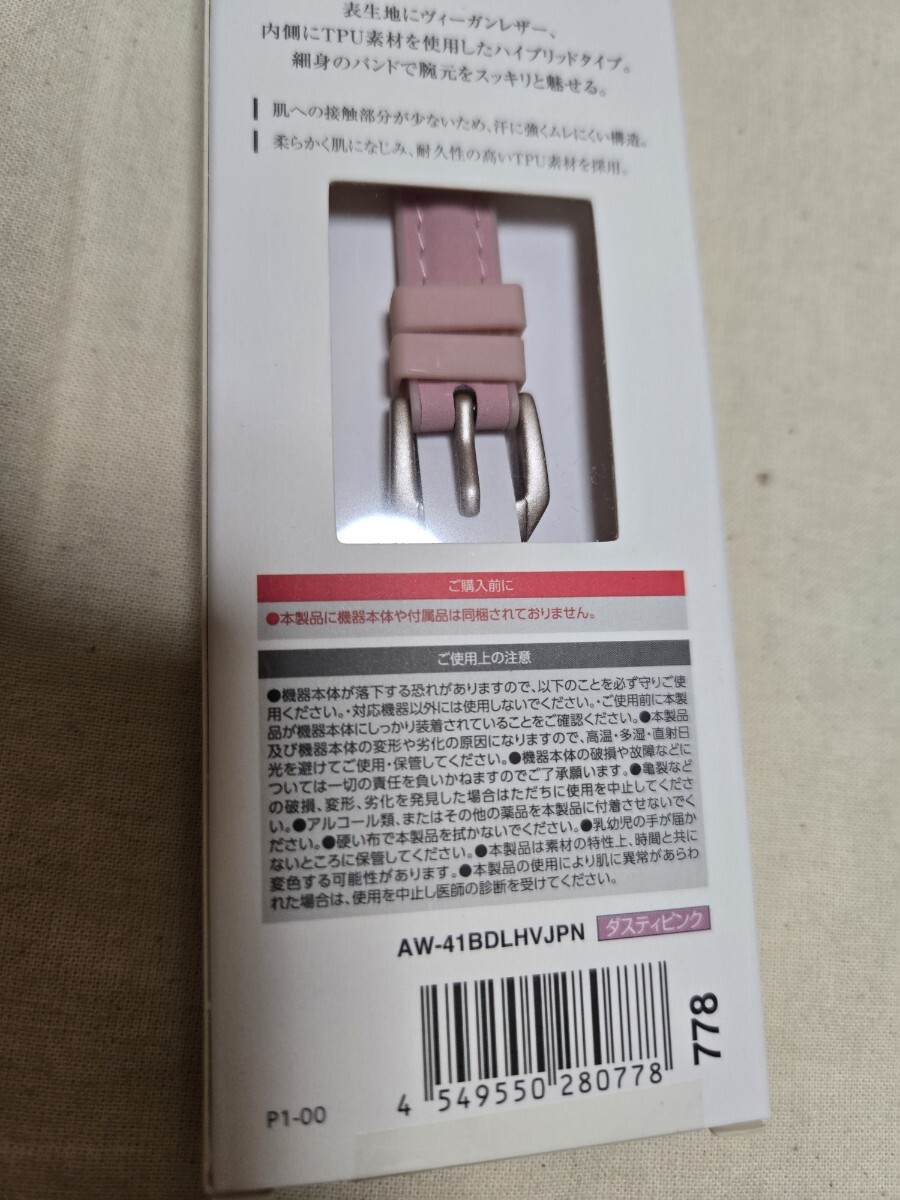 表生地にヴィーガンレザー、
内側にTPU素材を使用したハイブリッドタイプ。
細身のバンドで腕元をスッキリと魅せる。
肌への接触部分が少ないため、汗に強くムレにくい構造。
柔らかく肌になじみ、耐久性の高いTPU素材を採用。
ご購入前に
●本製品に機器本体や付属品は同梱されておりません。
ご使用上の注意
●機器本体が落下する恐れがありますので、以下のことを必ず守りご使
用ください。・対応機器以外には使用しないでください。・ご使用前に本製
品が機器本体にしっかり装着されていることをご確認ください。●本製品
及び機器本体の変形や劣化の原因になりますので、高温・多湿・直射日
光を避けてご使用・保管してください。●機器本体の破損や故障などに
ついては一切の責任を負いかねますのでご了承願います。●亀裂など
の破損、変形、劣化を発見した場合はただちに使用を中止してくださ
い。●アルコール類、またはその他の薬品を本製品に付着させないでく
ださい。●硬い布で本製品を拭かないでください。●乳幼児の手が届か
ないところに保管してください。●本製品は素材の特性上、時間と共に
変色する可能性があります。●本製品の使用により肌に異常があらわ
れた場合は、使用を中止し医師の診断を受けてください。
AW-41BDLHVJPN ダスティピンク
778
4 549550 280778
P1-00